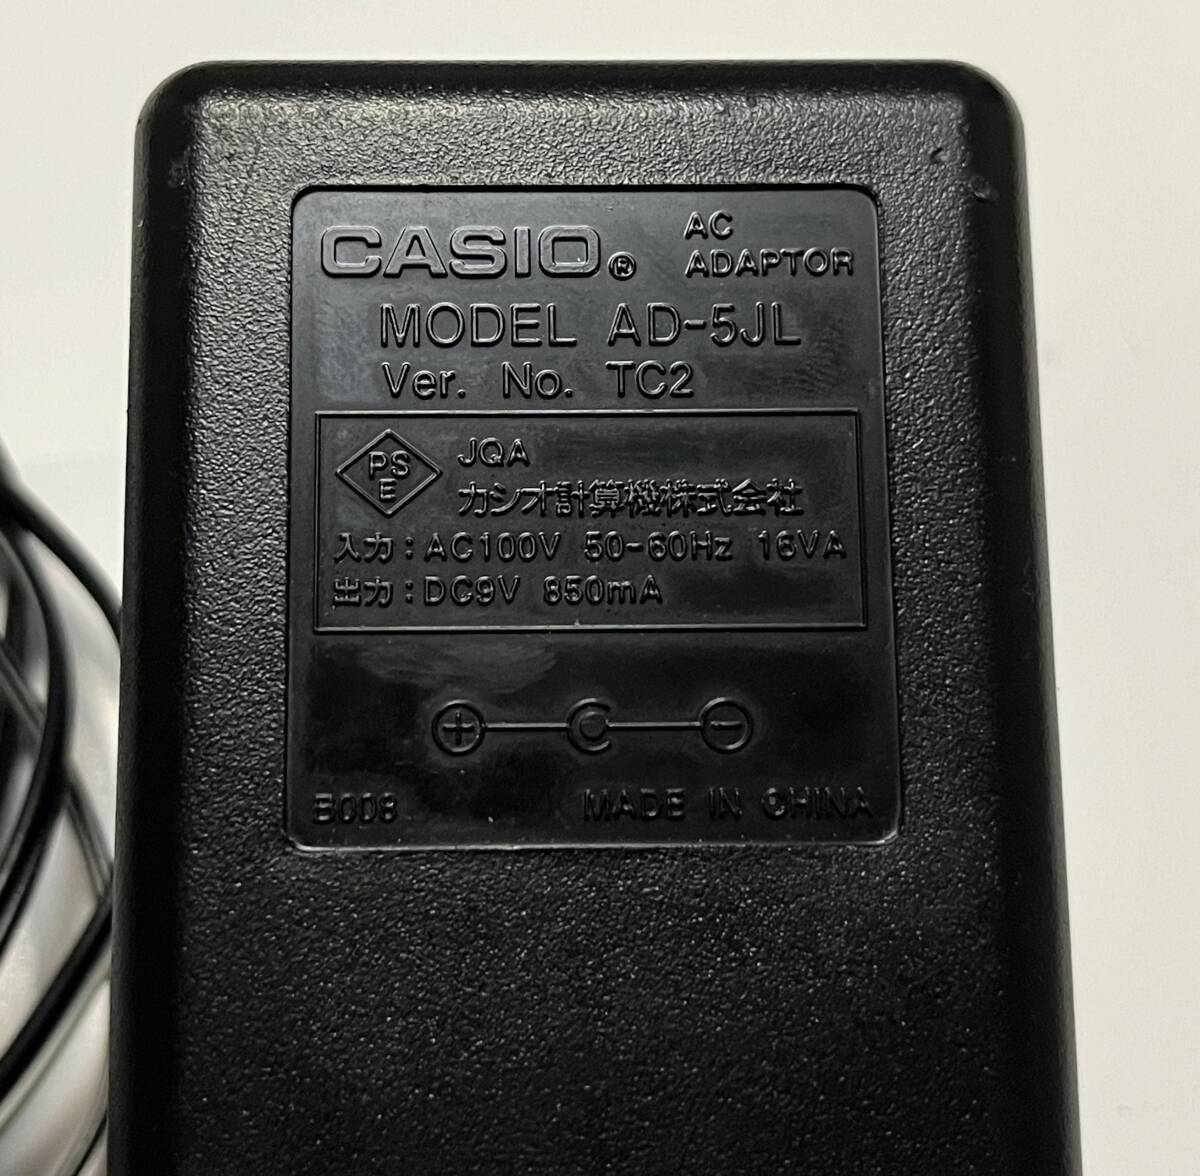 CASIO® AC ADAPTOR
MODEL AD-5JL
Ver. No. TC2
PSE JQA
カシオ計算機株式会社
入力：AC100V 50-60Hz 16VA
出力：DC9V 850mA
+ -
B008 MADE IN CHINA